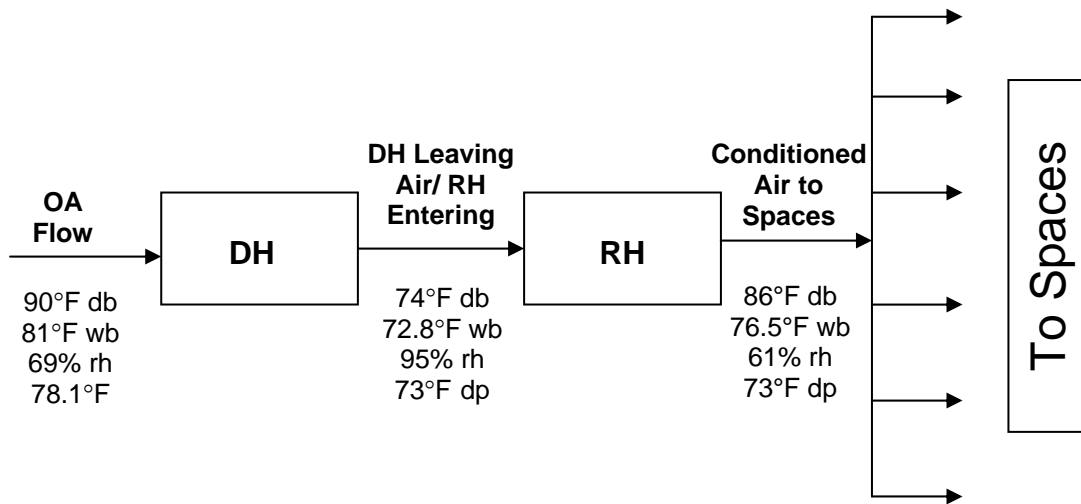 OA
Flow
90°F db
81°F wb
69% rh
78.1°F
DH
DH Leaving
Air/ RH
Entering
74°F db
72.8°F wb
95% rh
73°F dp
RH
Conditioned
Air to
Spaces
86°F db
76.5°F wb
61% rh
73°F dp
To Spaces